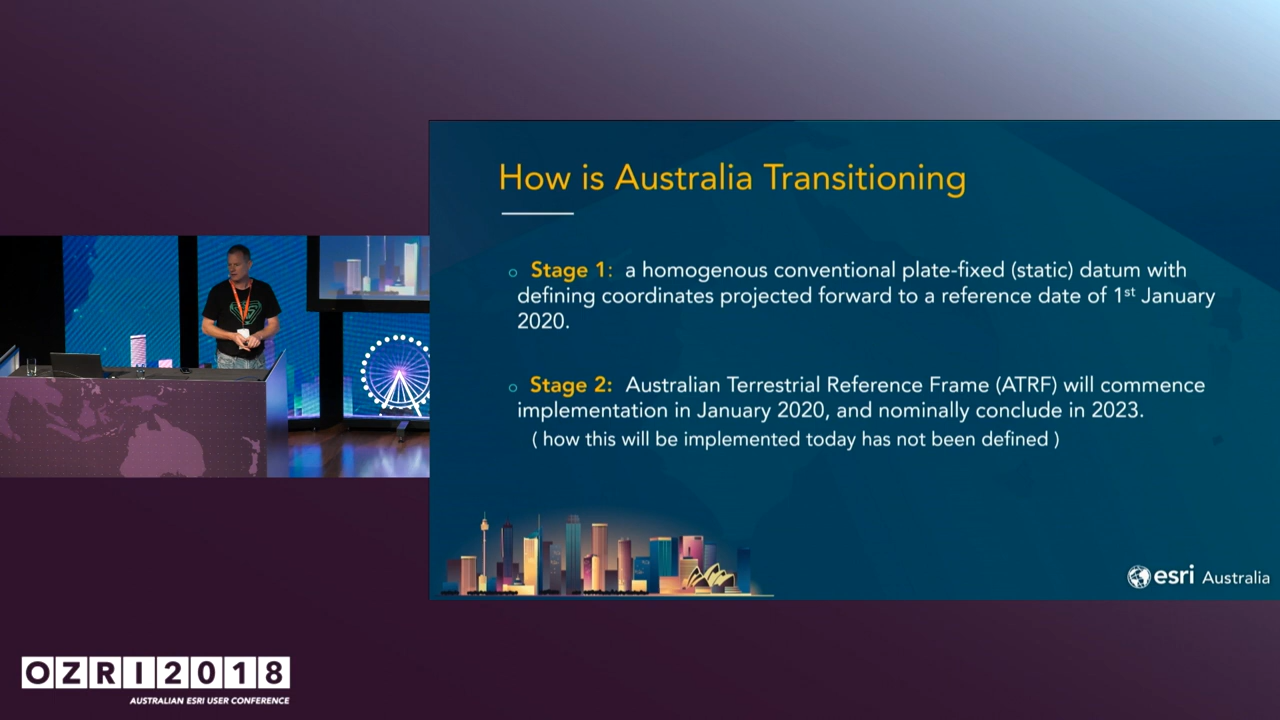 How is Australia Transitioning
Stage 1: a homogenous conventional plate-fixed (static) datum with
defining coordinates projected forward to a reference date of 1st January
2020.
Stage 2: Australian Terrestrial Reference Frame (ATRF) will commence
implementation in January 2020, and nominally conclude in 2023.
( how this will be implemented today has not been defined )
esri Australia
OZRI2018
AUSTRALIAN ESRI USER CONFERENCE